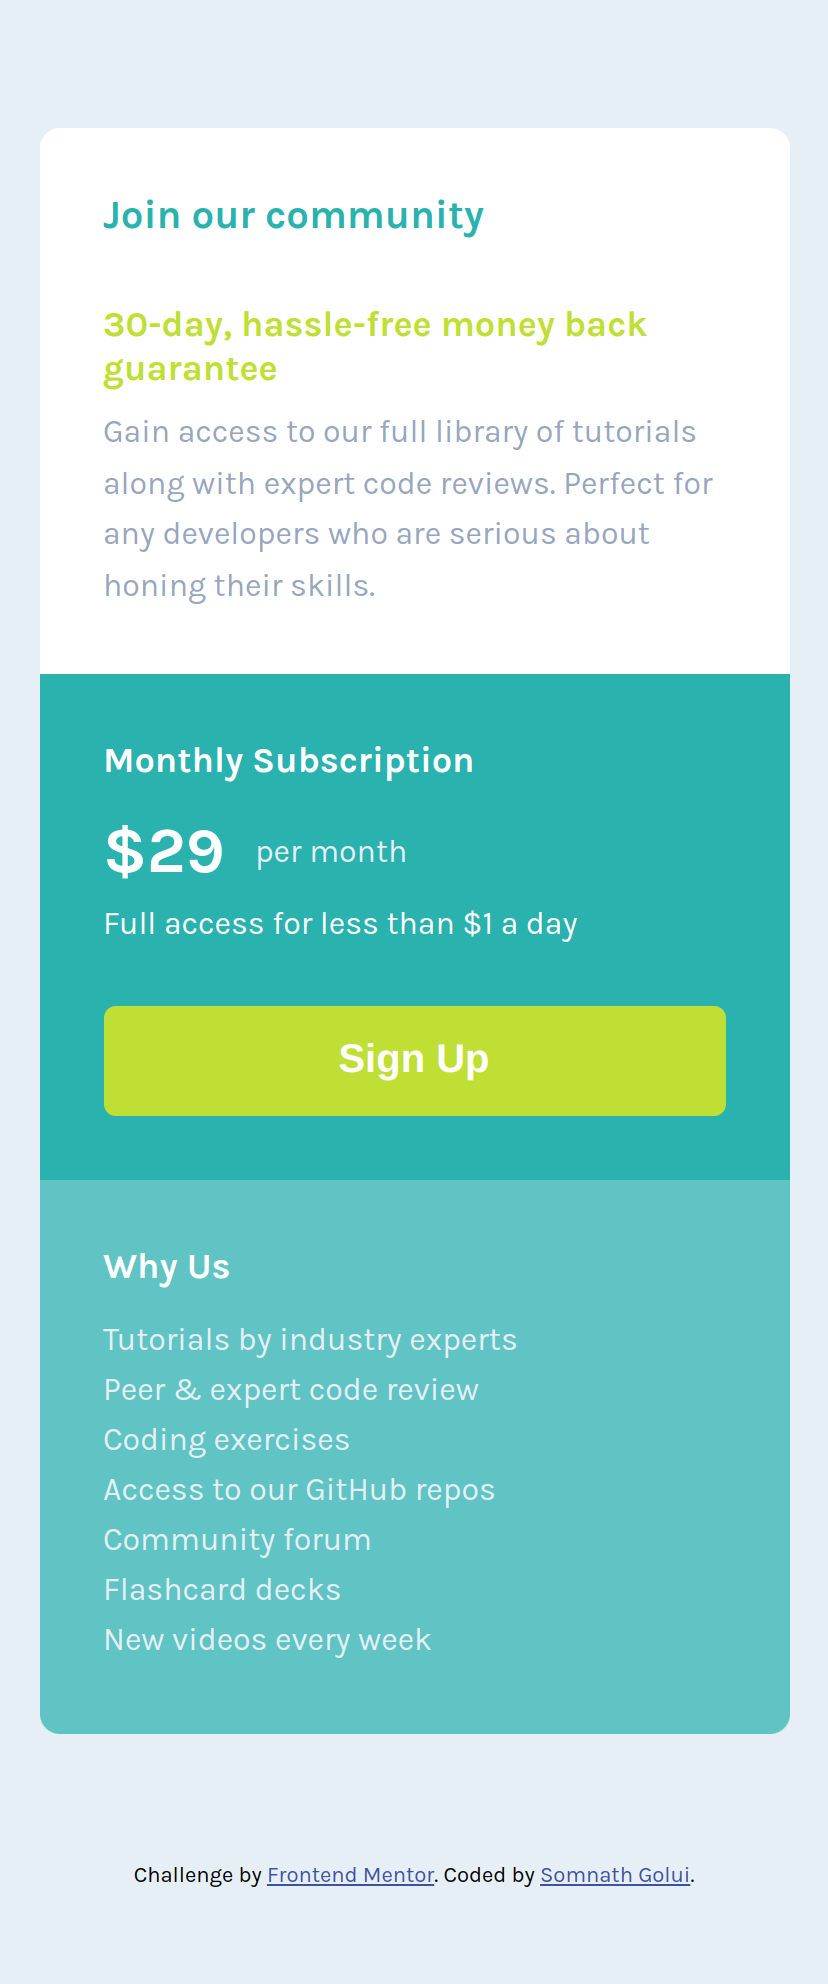 Join our community
30-day, hassle-free money back
guarantee
Gain access to our full library of tutorials
along with expert code reviews. Perfect for
any developers who are serious about
honing their skills.
Monthly Subscription
$29 per month
Full access for less than $1 a day
Sign Up
Why Us
Tutorials by industry experts
Peer & expert code review
Coding exercises
Access to our GitHub repos
Community forum
Flashcard decks
New videos every week
Challenge by Frontend Mentor. Coded by Somnath Golui.